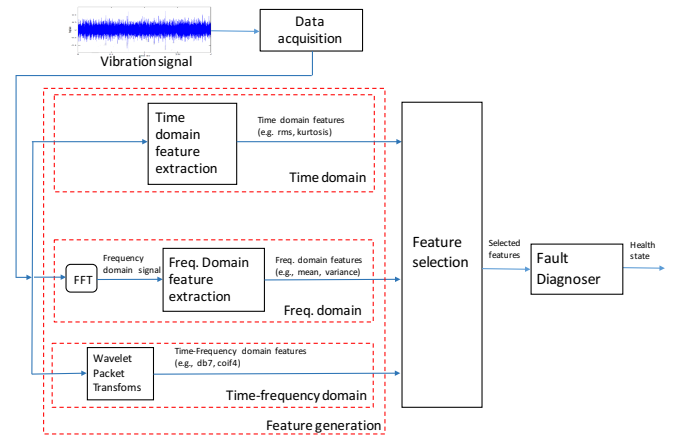 Vibration signal
Data
acquisition
Time
domain
feature
extraction
Time domain features
(e.g. rms, kurtosis)
Time domain
FFT
Frequency
domain signal
Freq. Domain
feature
extraction
Freq. domain features
(e.g., mean, variance)
Freq. domain
Wavelet
Packet
Transfoms
Time-Frequency domain features
(e.g., db7, coif4)
Time-frequency domain
Feature generation
Feature
selection
Selected
features
Fault
Diagnoser
Health
state